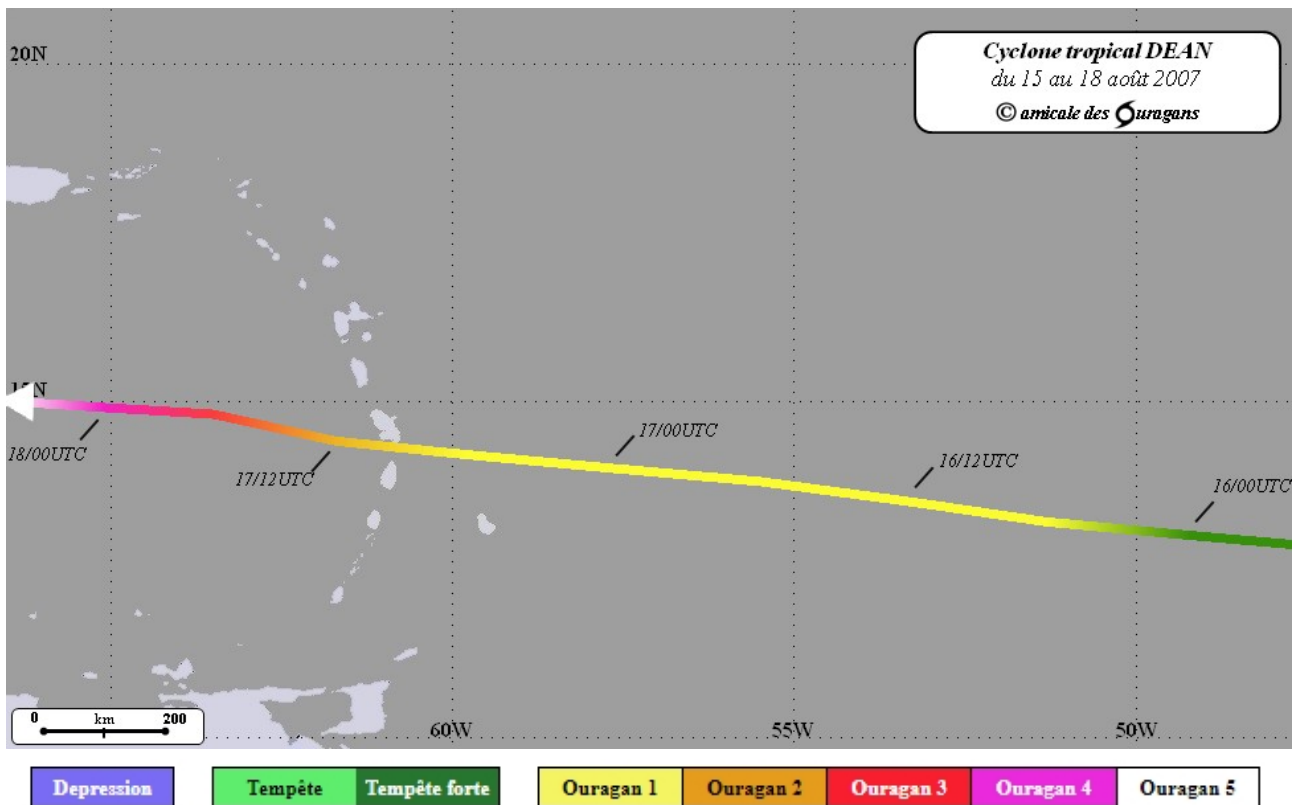 20N
Cyclone tropical DEAN
du 15 au 18 août 2007
© amicale des Ouragans
15N
18/00UTC
17/12UTC
17/00UTC
16/12UTC
16/00UTC
0 km 200
60W
55W
50W
Depression
Tempête
Tempête forte
Ouragan 1
Ouragan 2
Ouragan 3
Ouragan 4
Ouragan 5